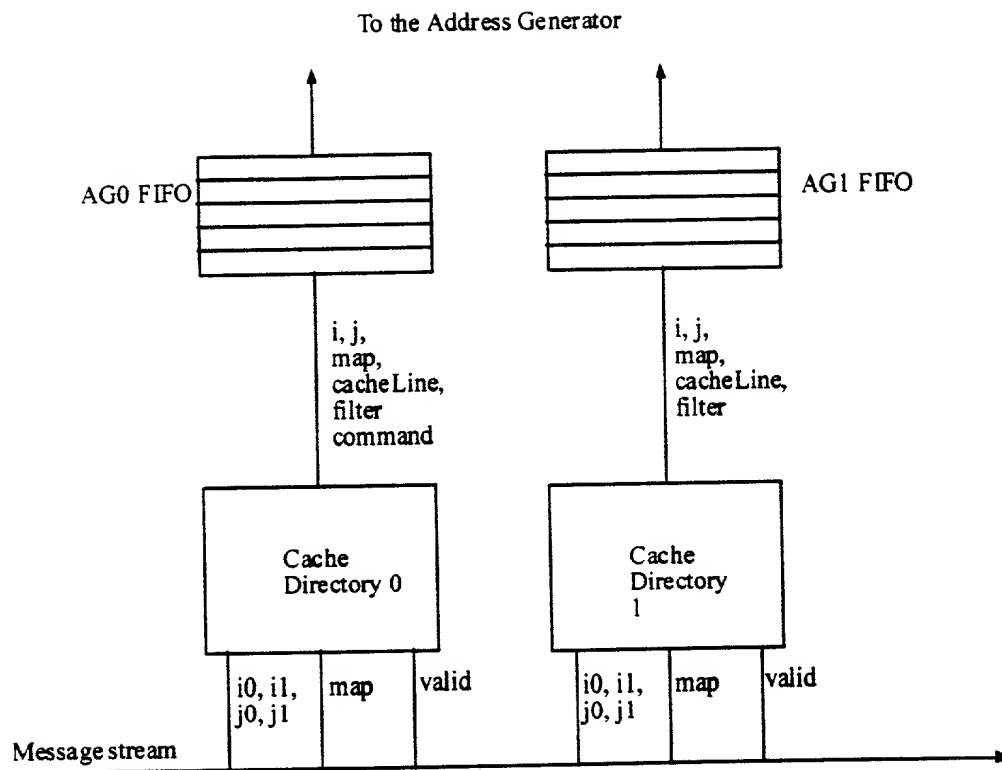 To the Address Generator
AG0 FIFO
AG1 FIFO
i, j,
map,
cacheLine,
filter
command
i, j,
map,
cacheLine,
filter
Cache
Directory 0
Cache
Directory
1
i0, i1,
j0, j1
map
valid
i0, i1,
j0, j1
map
valid
Message stream